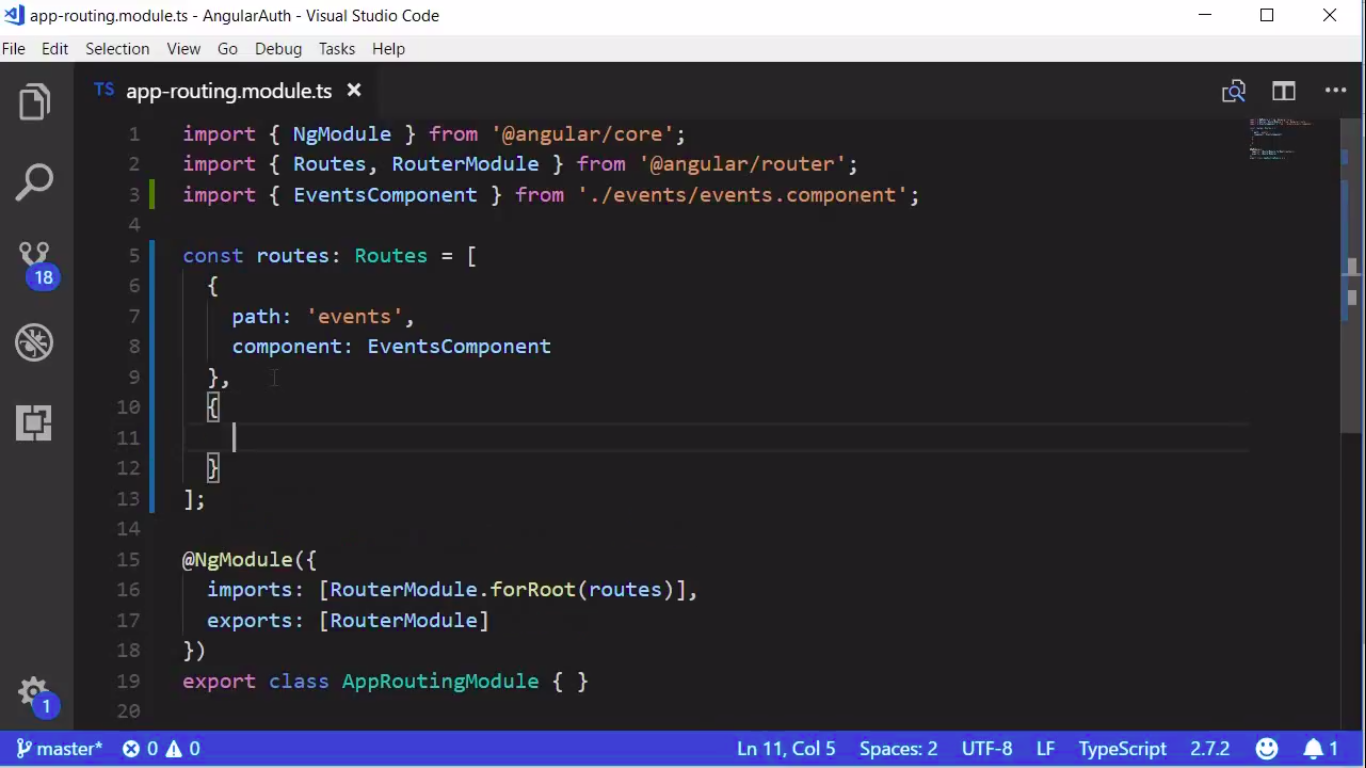 app-routing.module.ts - AngularAuth - Visual Studio Code
File Edit Selection View Go Debug Tasks Help
TS app-routing.module.ts
1 import { NgModule } from '@angular/core';
2 import { Routes, RouterModule } from '@angular/router';
3 import { EventsComponent } from './events/events.component';
4
5 const routes: Routes = [
6 {
7 path: 'events',
8 component: EventsComponent
9 },
10 {
11
12 }
13 ];
14
15 @NgModule({
16 imports: [RouterModule.forRoot(routes)],
17 exports: [RouterModule]
18 })
19 export class AppRoutingModule { }
20
18
1
master* 0 0 Ln 11, Col 5 Spaces: 2 UTF-8 LF TypeScript 2.7.2 1